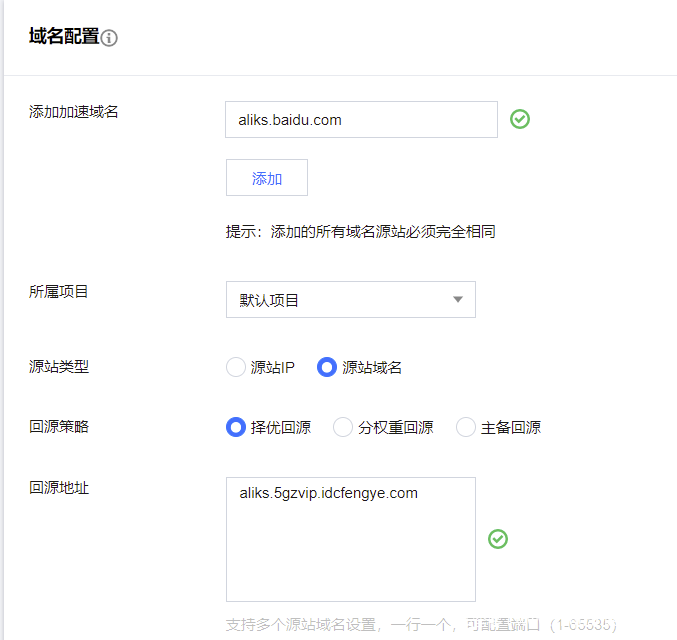 域名配置
添加加速域名
aliks.baidu.com
添加
提示：添加的所有域名源站必须完全相同
所属项目
默认项目
源站类型
源站IP 源站域名
回源策略
择优回源 分权重回源 主备回源
回源地址
aliks.5gzvip.idcfengye.com
支持多个源站域名设置，一行一个，可配置端口（1-65535）